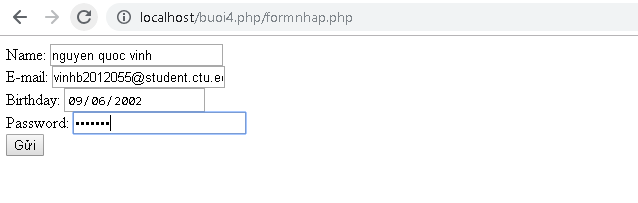 localhost/buoi4.php/formnhap.php
Name: nguyen quoc vinh
E-mail: vinhb2012055@student.ctu.ec
Birthday: 09/06/2002
Password: •••••••
Gửi